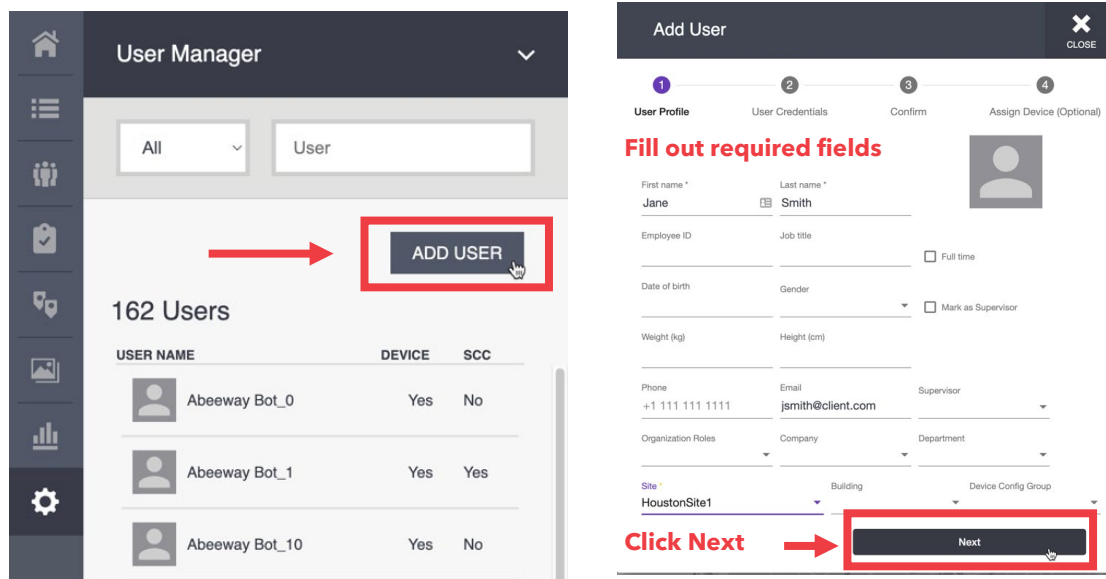 User Manager
All User
ADD USER
162 Users
USER NAME DEVICE SCC
Abeeway Bot_0 Yes No
Abeeway Bot_1 Yes Yes
Abeeway Bot_10 Yes No
Add User
CLOSE
1 2 3 4
User Profile User Credentials Confirm Assign Device (Optional)
Fill out required fields
First name * Last name *
Jane Smith
Employee ID Job title
Full time
Date of birth Gender
Mark as Supervisor
Weight (kg) Height (cm)
Phone Email Supervisor
+1 111 111 1111 jsmith@client.com
Organization Roles Company Department
Site * Building Device Config Group
HoustonSite1
Click Next Next